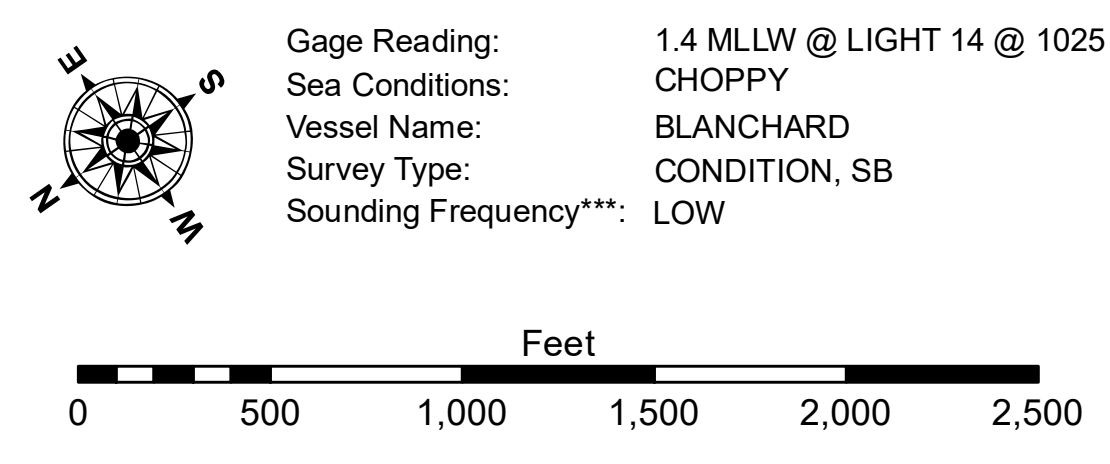 E
S
N
W
Gage Reading: 1.4 MLLW @ LIGHT 14 @ 1025
Sea Conditions: CHOPPY
Vessel Name: BLANCHARD
Survey Type: CONDITION, SB
Sounding Frequency***: LOW
Feet
0 500 1,000 1,500 2,000 2,500